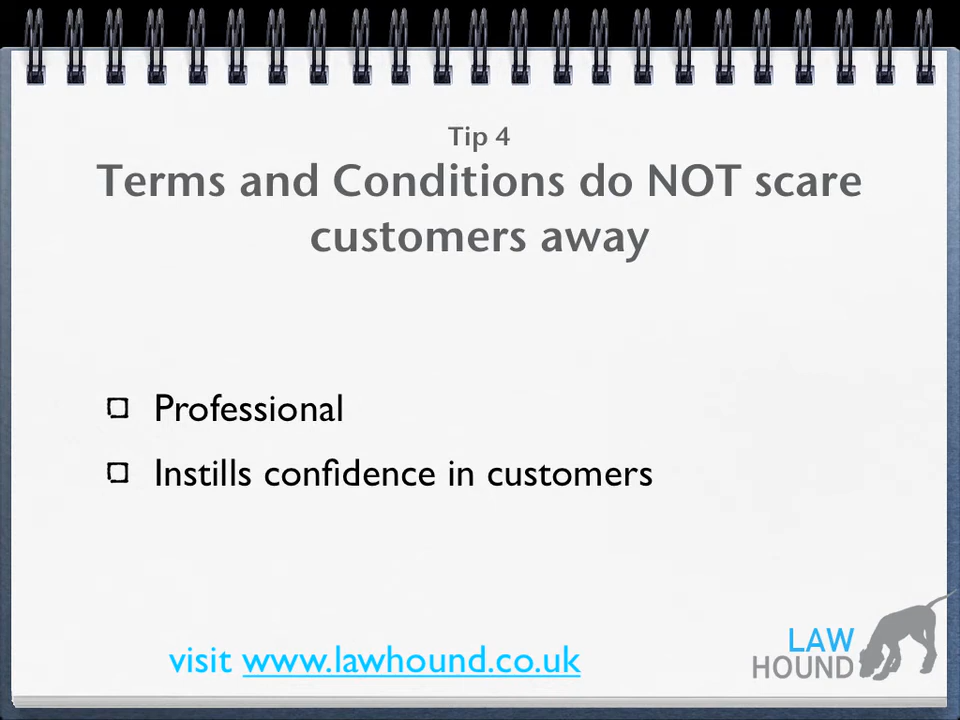 Tip 4
Terms and Conditions do NOT scare
customers away
Professional
Instills confidence in customers
visit www.lawhound.co.uk
LAW
HOUND